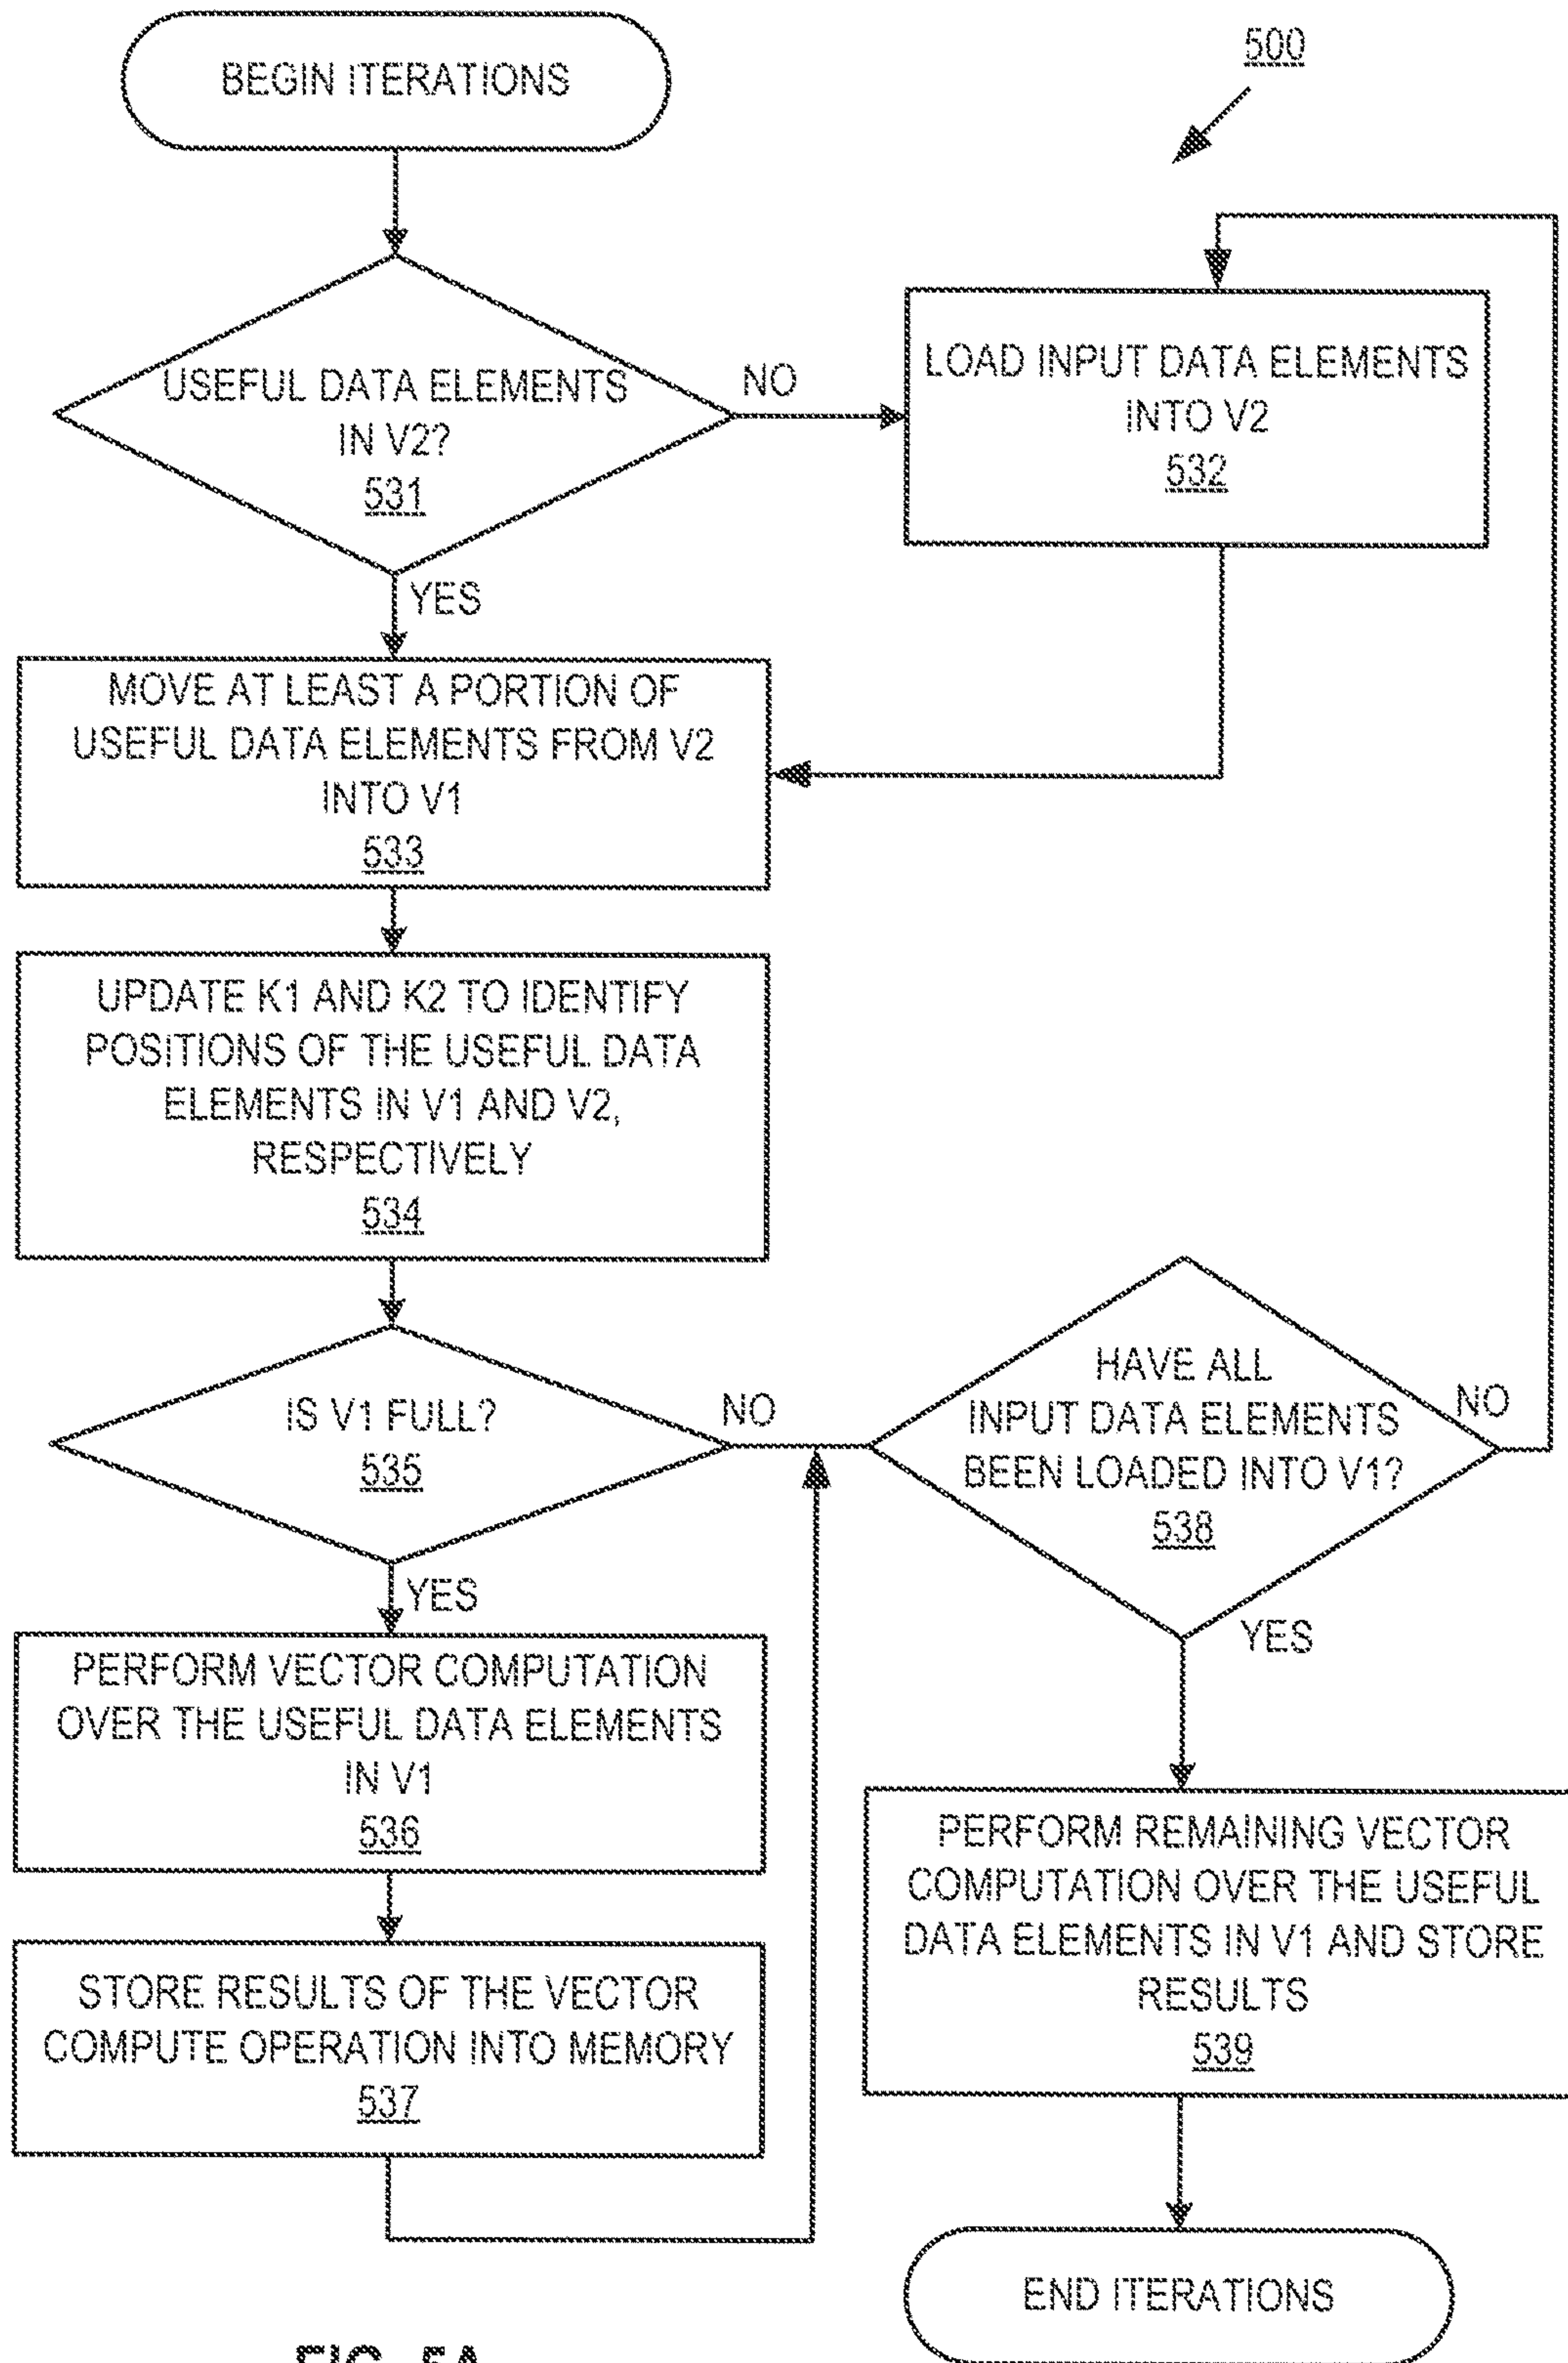 BEGIN ITERATIONS
500
USEFUL DATA ELEMENTS
IN V2?
531
NO
LOAD INPUT DATA ELEMENTS
INTO V2
532
YES
MOVE AT LEAST A PORTION OF
USEFUL DATA ELEMENTS FROM V2
INTO V1
533
UPDATE K1 AND K2 TO IDENTIFY
POSITIONS OF THE USEFUL DATA
ELEMENTS IN V1 AND V2,
RESPECTIVELY
534
IS V1 FULL?
535
NO
HAVE ALL
INPUT DATA ELEMENTS
BEEN LOADED INTO V1?
538
NO
YES
PERFORM VECTOR COMPUTATION
OVER THE USEFUL DATA ELEMENTS
IN V1
536
YES
STORE RESULTS OF THE VECTOR
COMPUTE OPERATION INTO MEMORY
537
PERFORM REMAINING VECTOR
COMPUTATION OVER THE USEFUL
DATA ELEMENTS IN V1 AND STORE
RESULTS
539
END ITERATIONS
FIG. 5A